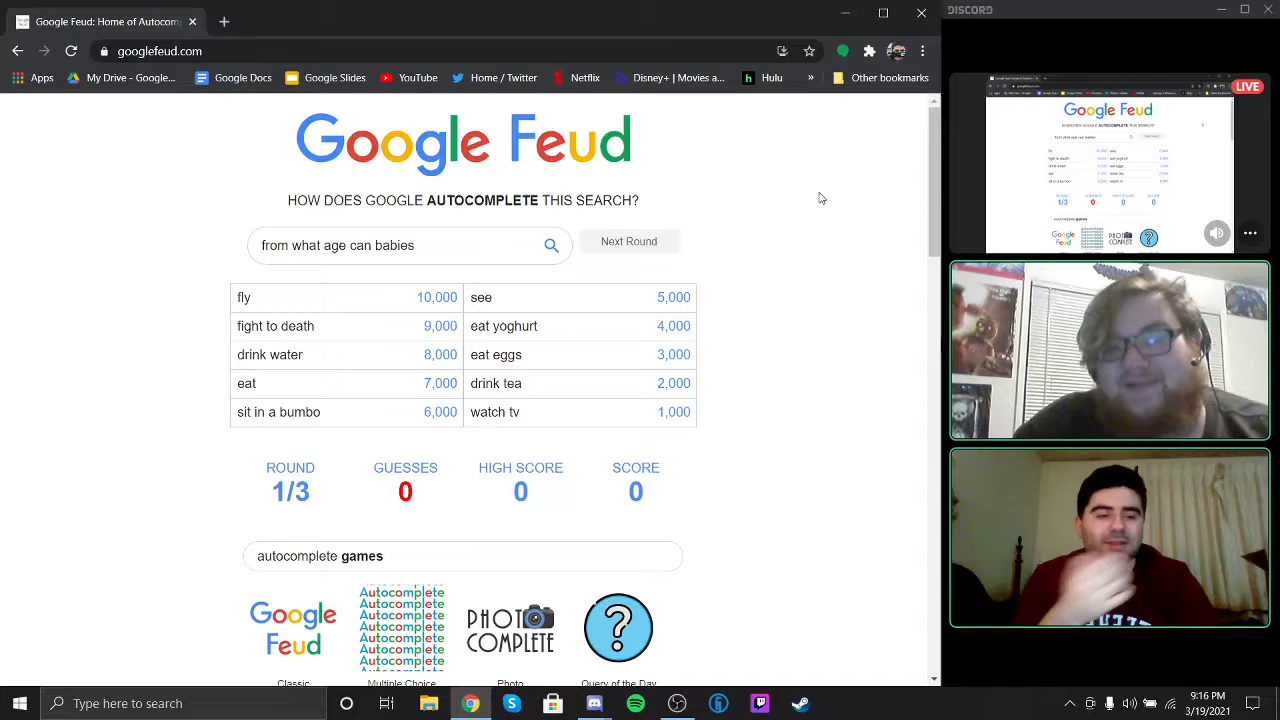 Google Feud Home of Autocom
DISCORD
googlefeud.com
Apps
My Drive - Google...
Google Docs
Google Slides
YouTube
Home / Twitter
Netflix
Disney+ | Movies...
Other Bookmarks
Google Feud
HOW DOES GOOGLE AUTOCOMPLETE THIS SEARCH?
from what age can babies
Next Round
fly 10,000 see 5,000
fight to death 9,000 eat yoghurt 4,000
drink water 8,000 eat eggs 3,000
eat 7,000 drink tea 2,000
sit in a bumbo 6,000 watch tv 1,000
ROUND GUESSES HIGH SCORE SCORE
1/3 0 0 0
autocomplete games
Google Feud
Autocomplete
Autocomplete
Autocomplete
Autocomplete
Autocomplete
Autocomplete
Autocomplete
PHOTO COMPLETE
?
Classic
Multiple Choice
Photo
Query of the Day
LIVE
Type here to search
9:16 PM
3/19/2021